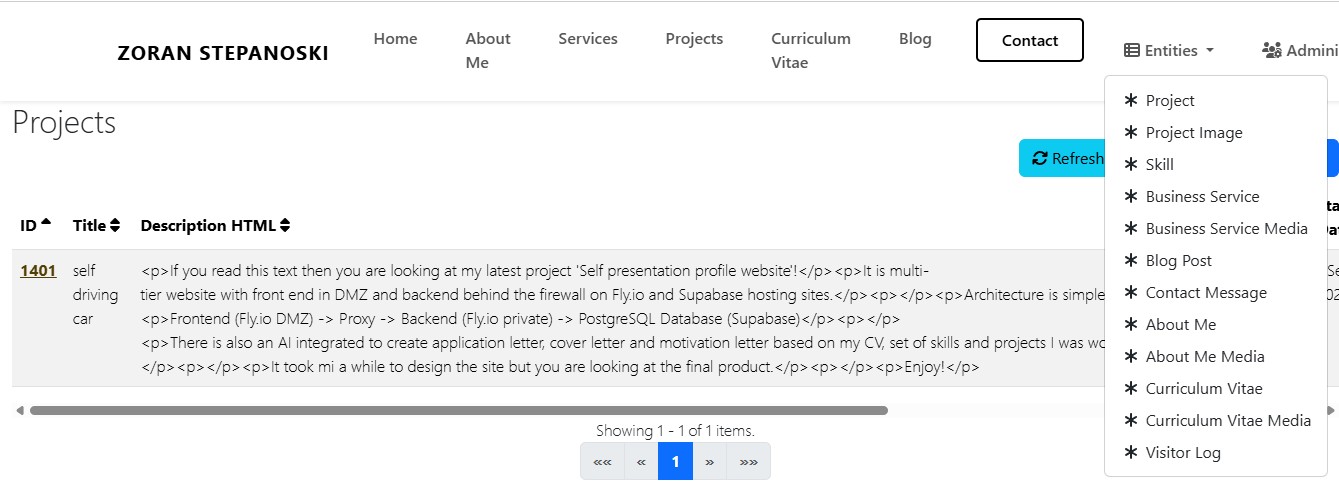 ZORAN STEPANOSKI
Home
About
Me
Services
Projects
Curriculum
Vitae
Blog
Contact
Entities
Admini
Project
Project Image
Skill
Business Service
Business Service Media
Blog Post
Contact Message
About Me
About Me Media
Curriculum Vitae
Curriculum Vitae Media
Visitor Log
Projects
Refresh
ID
Title
Description HTML
1401
self
driving
car
<p>If you read this text then you are looking at my latest project 'Self presentation profile website'!</p><p>It is multi-
tier website with front end in DMZ and backend behind the firewall on Fly.io and Supabase hosting sites.</p><p></p><p>Architecture is simple
<p>Frontend (Fly.io DMZ) -> Proxy -> Backend (Fly.io private) -> PostgreSQL Database (Supabase)</p><p></p>
<p>There is also an AI integrated to create application letter, cover letter and motivation letter based on my CV, set of skills and projects I was wo
</p><p></p><p>It took mi a while to design the site but you are looking at the final product.</p><p></p><p>Enjoy!</p>
Showing 1 - 1 of 1 items.
«« « 1 » »»